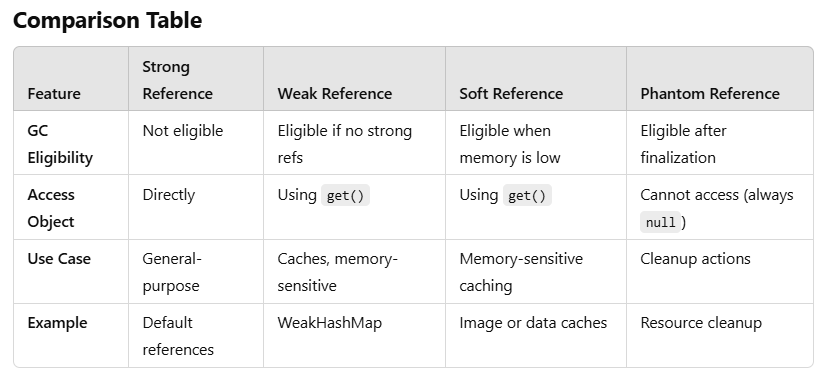 Comparison Table
Feature Strong Reference Weak Reference Soft Reference Phantom Reference
GC Eligibility Not eligible Eligible if no strong refs Eligible when memory is low Eligible after finalization
Access Object Directly Using get() Using get() Cannot access (always null)
Use Case General-purpose Caches, memory-sensitive Memory-sensitive caching Cleanup actions
Example Default references WeakHashMap Image or data caches Resource cleanup